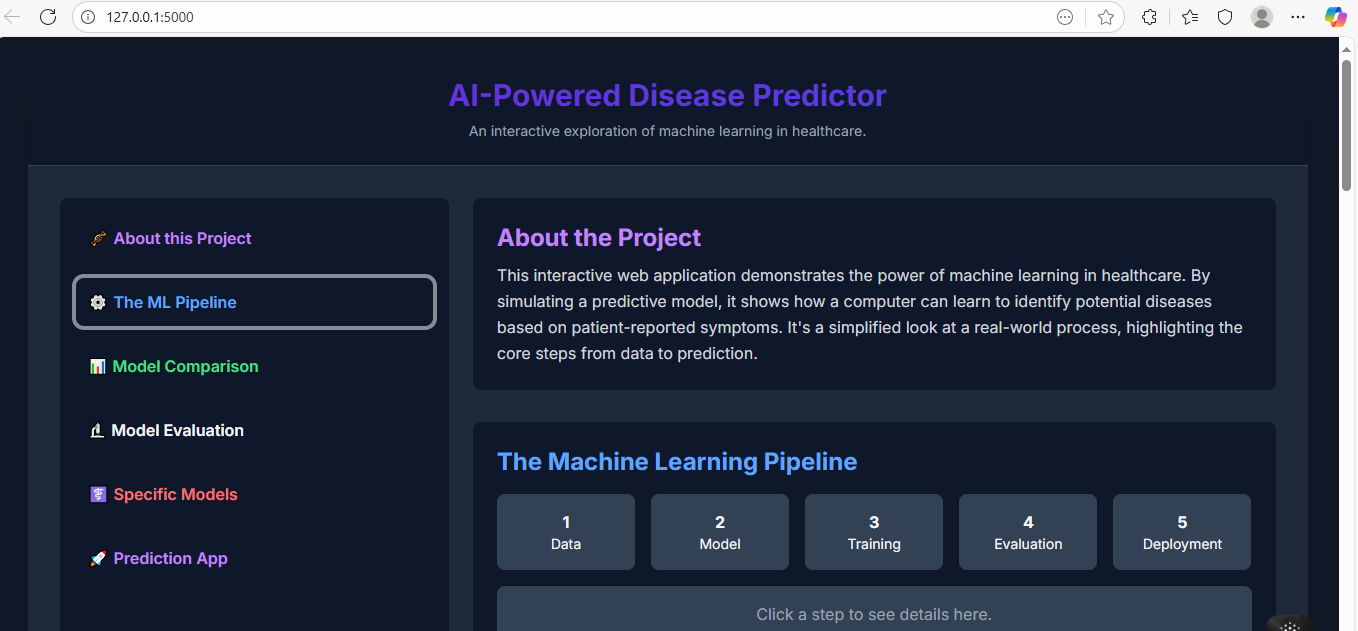 127.0.0.1:5000
AI-Powered Disease Predictor
An interactive exploration of machine learning in healthcare.
About this Project
The ML Pipeline
Model Comparison
Model Evaluation
Specific Models
Prediction App
About the Project
This interactive web application demonstrates the power of machine learning in healthcare. By
simulating a predictive model, it shows how a computer can learn to identify potential diseases
based on patient-reported symptoms. It's a simplified look at a real-world process, highlighting the
core steps from data to prediction.
The Machine Learning Pipeline
1
Data
2
Model
3
Training
4
Evaluation
5
Deployment
Click a step to see details here.